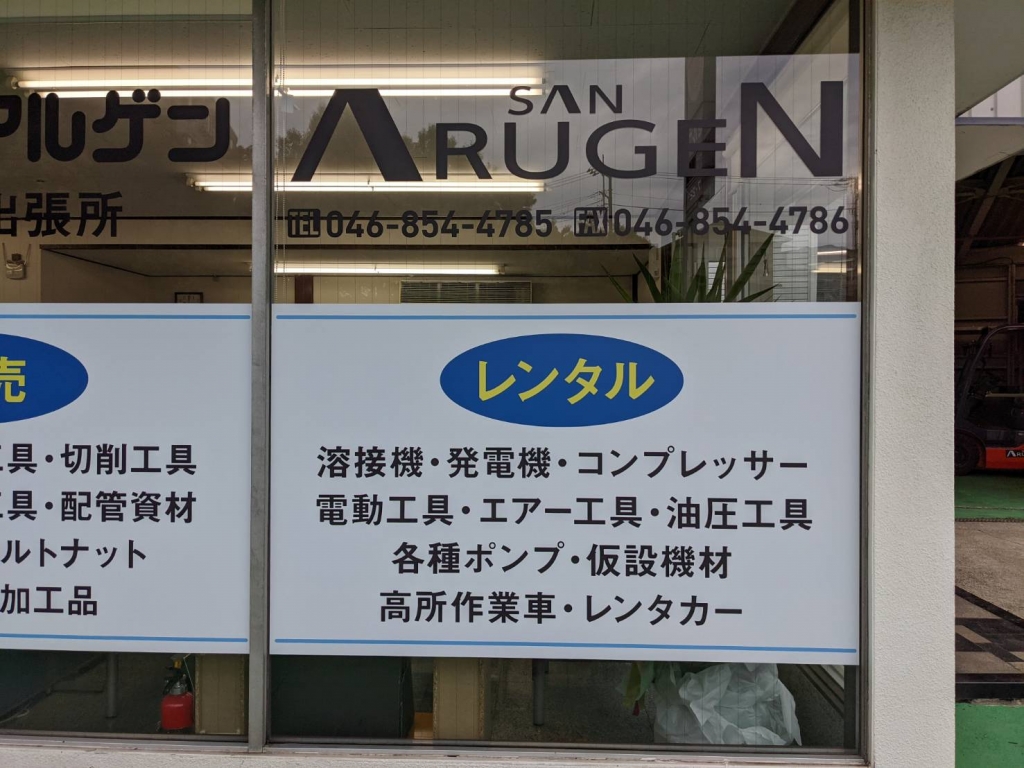 アルゲン
出張所
SAN
ARUGEN
TEL 046-854-4785 FAX 046-854-4786
売
工具・切削工具
工具・配管資材
ルトナット
加工品
レンタル
溶接機・発電機・コンプレッサー
電動工具・エアー工具・油圧工具
各種ポンプ・仮設機材
高所作業車・レンタカー